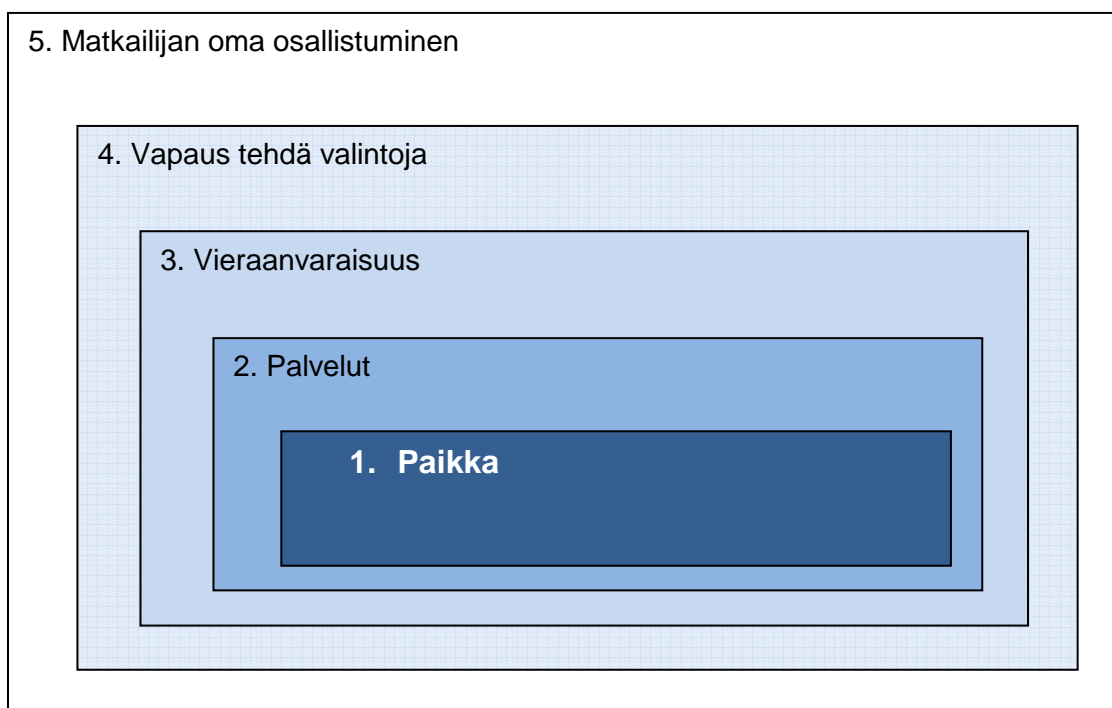 5. Matkailijan oma osallistuminen
4. Vapaus tehdä valintoja
3. Vieraanvaraisuus
2. Palvelut
1. Paikka